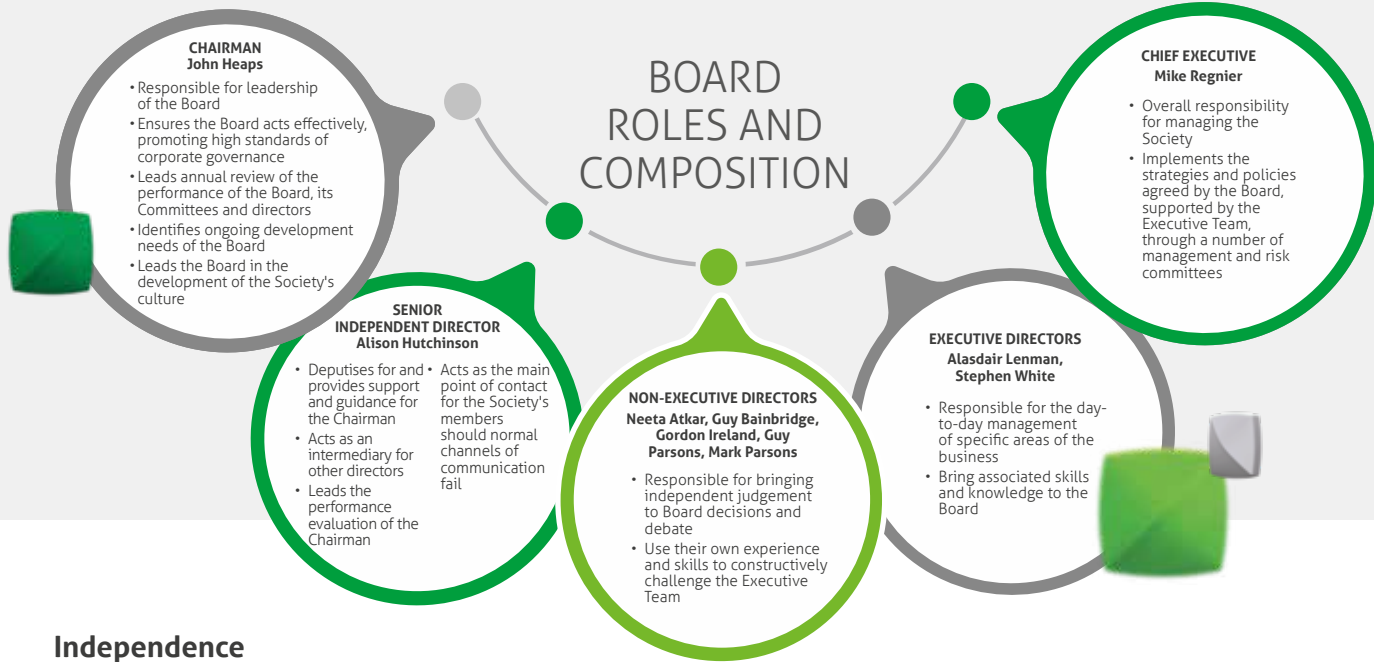 BOARD
ROLES AND
COMPOSITION
CHAIRMAN
John Heaps
• Responsible for leadership
of the Board
• Ensures the Board acts effectively,
promoting high standards of
corporate governance
• Leads annual review of the
performance of the Board, its
Committees and directors
• Identifies ongoing development
needs of the Board
• Leads the Board in the
development of the Society's
culture
SENIOR
INDEPENDENT DIRECTOR
Alison Hutchinson
• Deputises for and
provides support
and guidance for
the Chairman
• Acts as an
intermediary for
other directors
• Leads the
performance
evaluation of the
Chairman
• Acts as the main
point of contact
for the Society's
members
should normal
channels of
communication
fail
NON-EXECUTIVE DIRECTORS
Neeta Atkar, Guy Bainbridge,
Gordon Ireland, Guy
Parsons, Mark Parsons
• Responsible for bringing
independent judgement
to Board decisions and
debate
• Use their own experience
and skills to constructively
challenge the Executive
Team
EXECUTIVE DIRECTORS
Alasdair Lenman,
Stephen White
• Responsible for the day-
to-day management
of specific areas of the
business
• Bring associated skills
and knowledge to the
Board
CHIEF EXECUTIVE
Mike Regnier
• Overall responsibility
for managing the
Society
• Implements the
strategies and policies
agreed by the Board,
supported by the
Executive Team,
through a number of
management and risk
committees
Independence